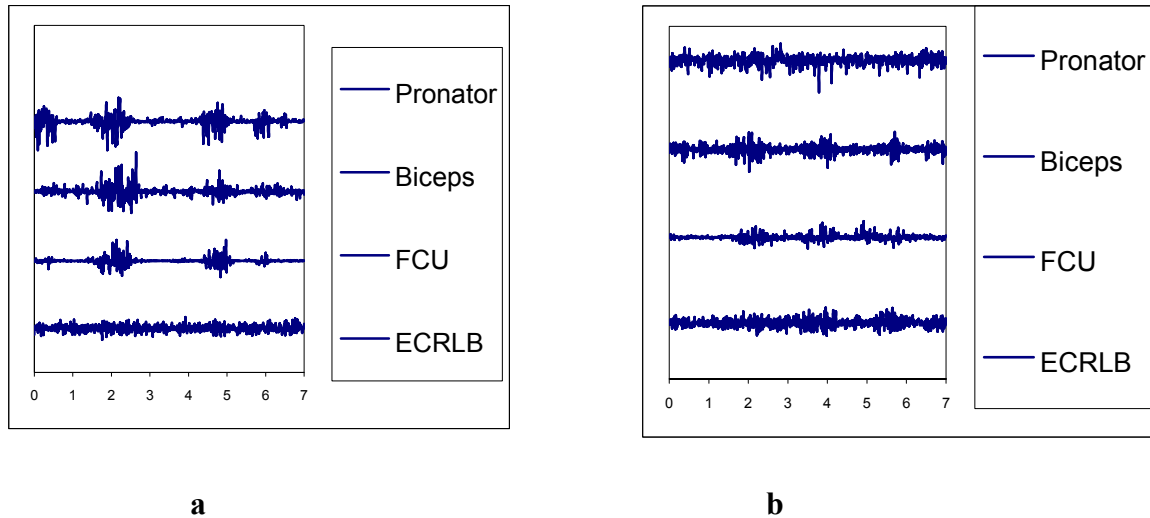 Pronator
Biceps
FCU
ECRLB
0 1 2 3 4 5 6 7
Pronator
Biceps
FCU
ECRLB
0 1 2 3 4 5 6 7
a
b